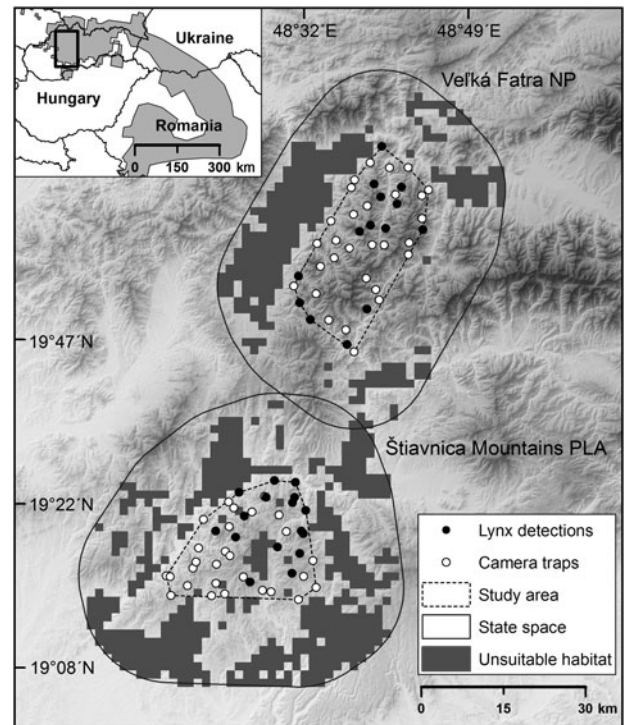 48°32´E
48°49´E
Ukraine
Hungary
Romania
0 150 300 km
Veľká Fatra NP
19°47´N
Štiavnica Mountains PLA
19°22´N
19°08´N
Lynx detections
Camera traps
Study area
State space
Unsuitable habitat
0 15 30 km